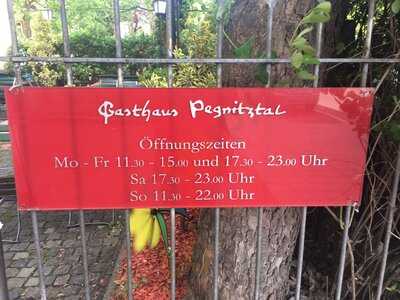 Gasthaus Pegnitztal
Öffnungszeiten
Mo - Fr 11.30 - 15.00 und 17.30 - 23.00 Uhr
Sa 17.30 - 23.00 Uhr
So 11.30 - 22.00 Uhr